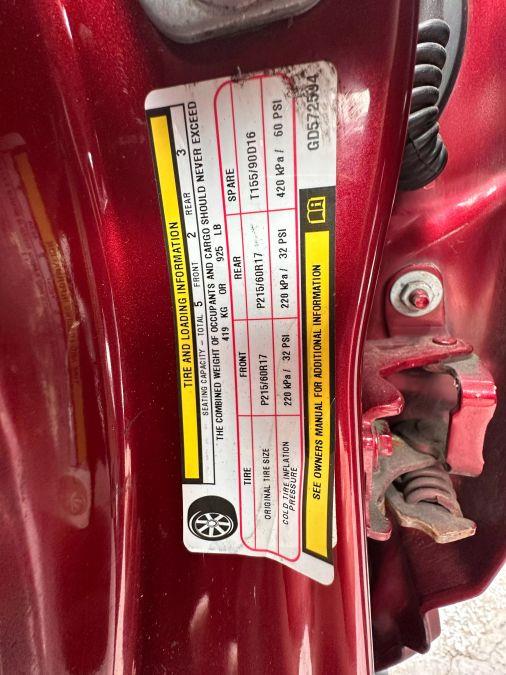 TIRE AND LOADING INFORMATION
SEATING CAPACITY - TOTAL 5 FRONT 2 REAR 3
THE COMBINED WEIGHT OF OCCUPANTS AND CARGO SHOULD NEVER EXCEED
419 KG OR 925 LB
TIRE FRONT REAR SPARE
ORIGINAL TIRE SIZE P215/60R17 P215/60R17 T155/90D16
COLD TIRE INFLATION PRESSURE 220 kPa/ 32 PSI 220 kPa/ 32 PSI 420 kPa/ 60 PSI
SEE OWNERS MANUAL FOR ADDITIONAL INFORMATION
GD572594